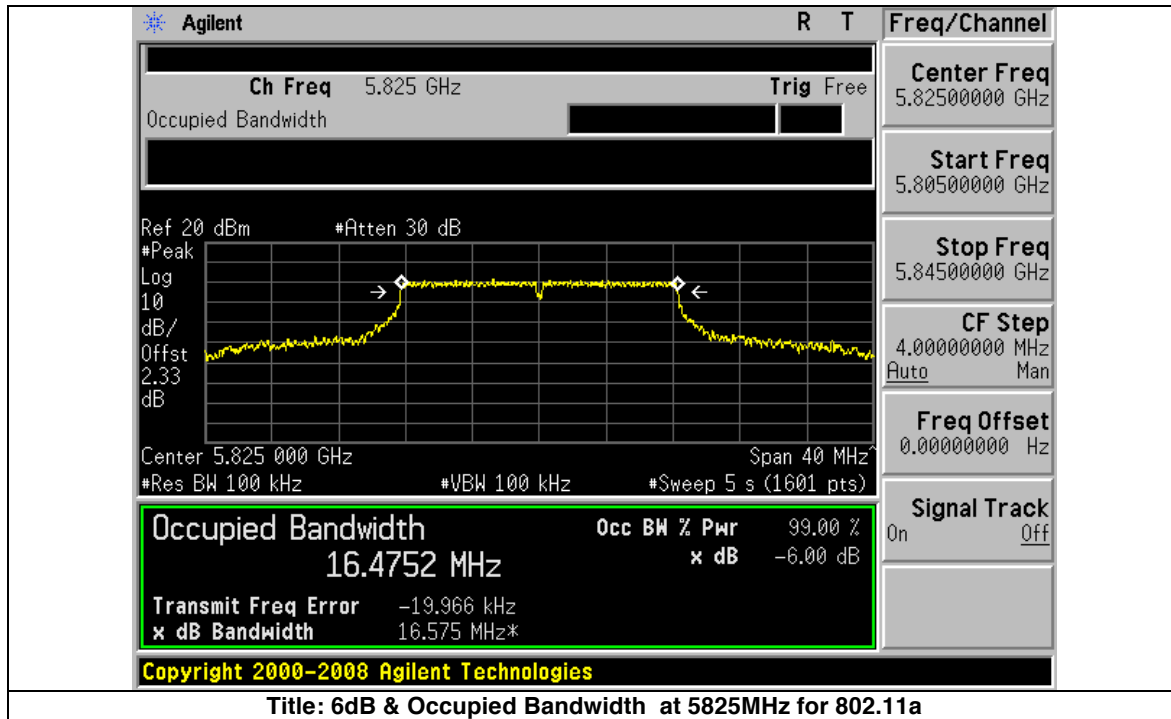 Agilent R T Freq/Channel
Ch Freq 5.825 GHz Trig Free
Occupied Bandwidth
Center Freq
5.82500000 GHz
Start Freq
5.80500000 GHz
Stop Freq
5.84500000 GHz
CF Step
4.00000000 MHz
Auto Man
Freq Offset
0.00000000 Hz
Signal Track
On Off
Ref 20 dBm #Atten 30 dB
#Peak
Log
10
dB/
Offst
2.33
dB
Center 5.825 000 GHz Span 40 MHz^
#Res BW 100 kHz #VBW 100 kHz #Sweep 5 s (1601 pts)
Occupied Bandwidth Occ BW % Pwr 99.00 %
16.4752 MHz x dB -6.00 dB
Transmit Freq Error -19.966 kHz
x dB Bandwidth 16.575 MHz*
Copyright 2000-2008 Agilent Technologies
Title: 6dB & Occupied Bandwidth at 5825MHz for 802.11a